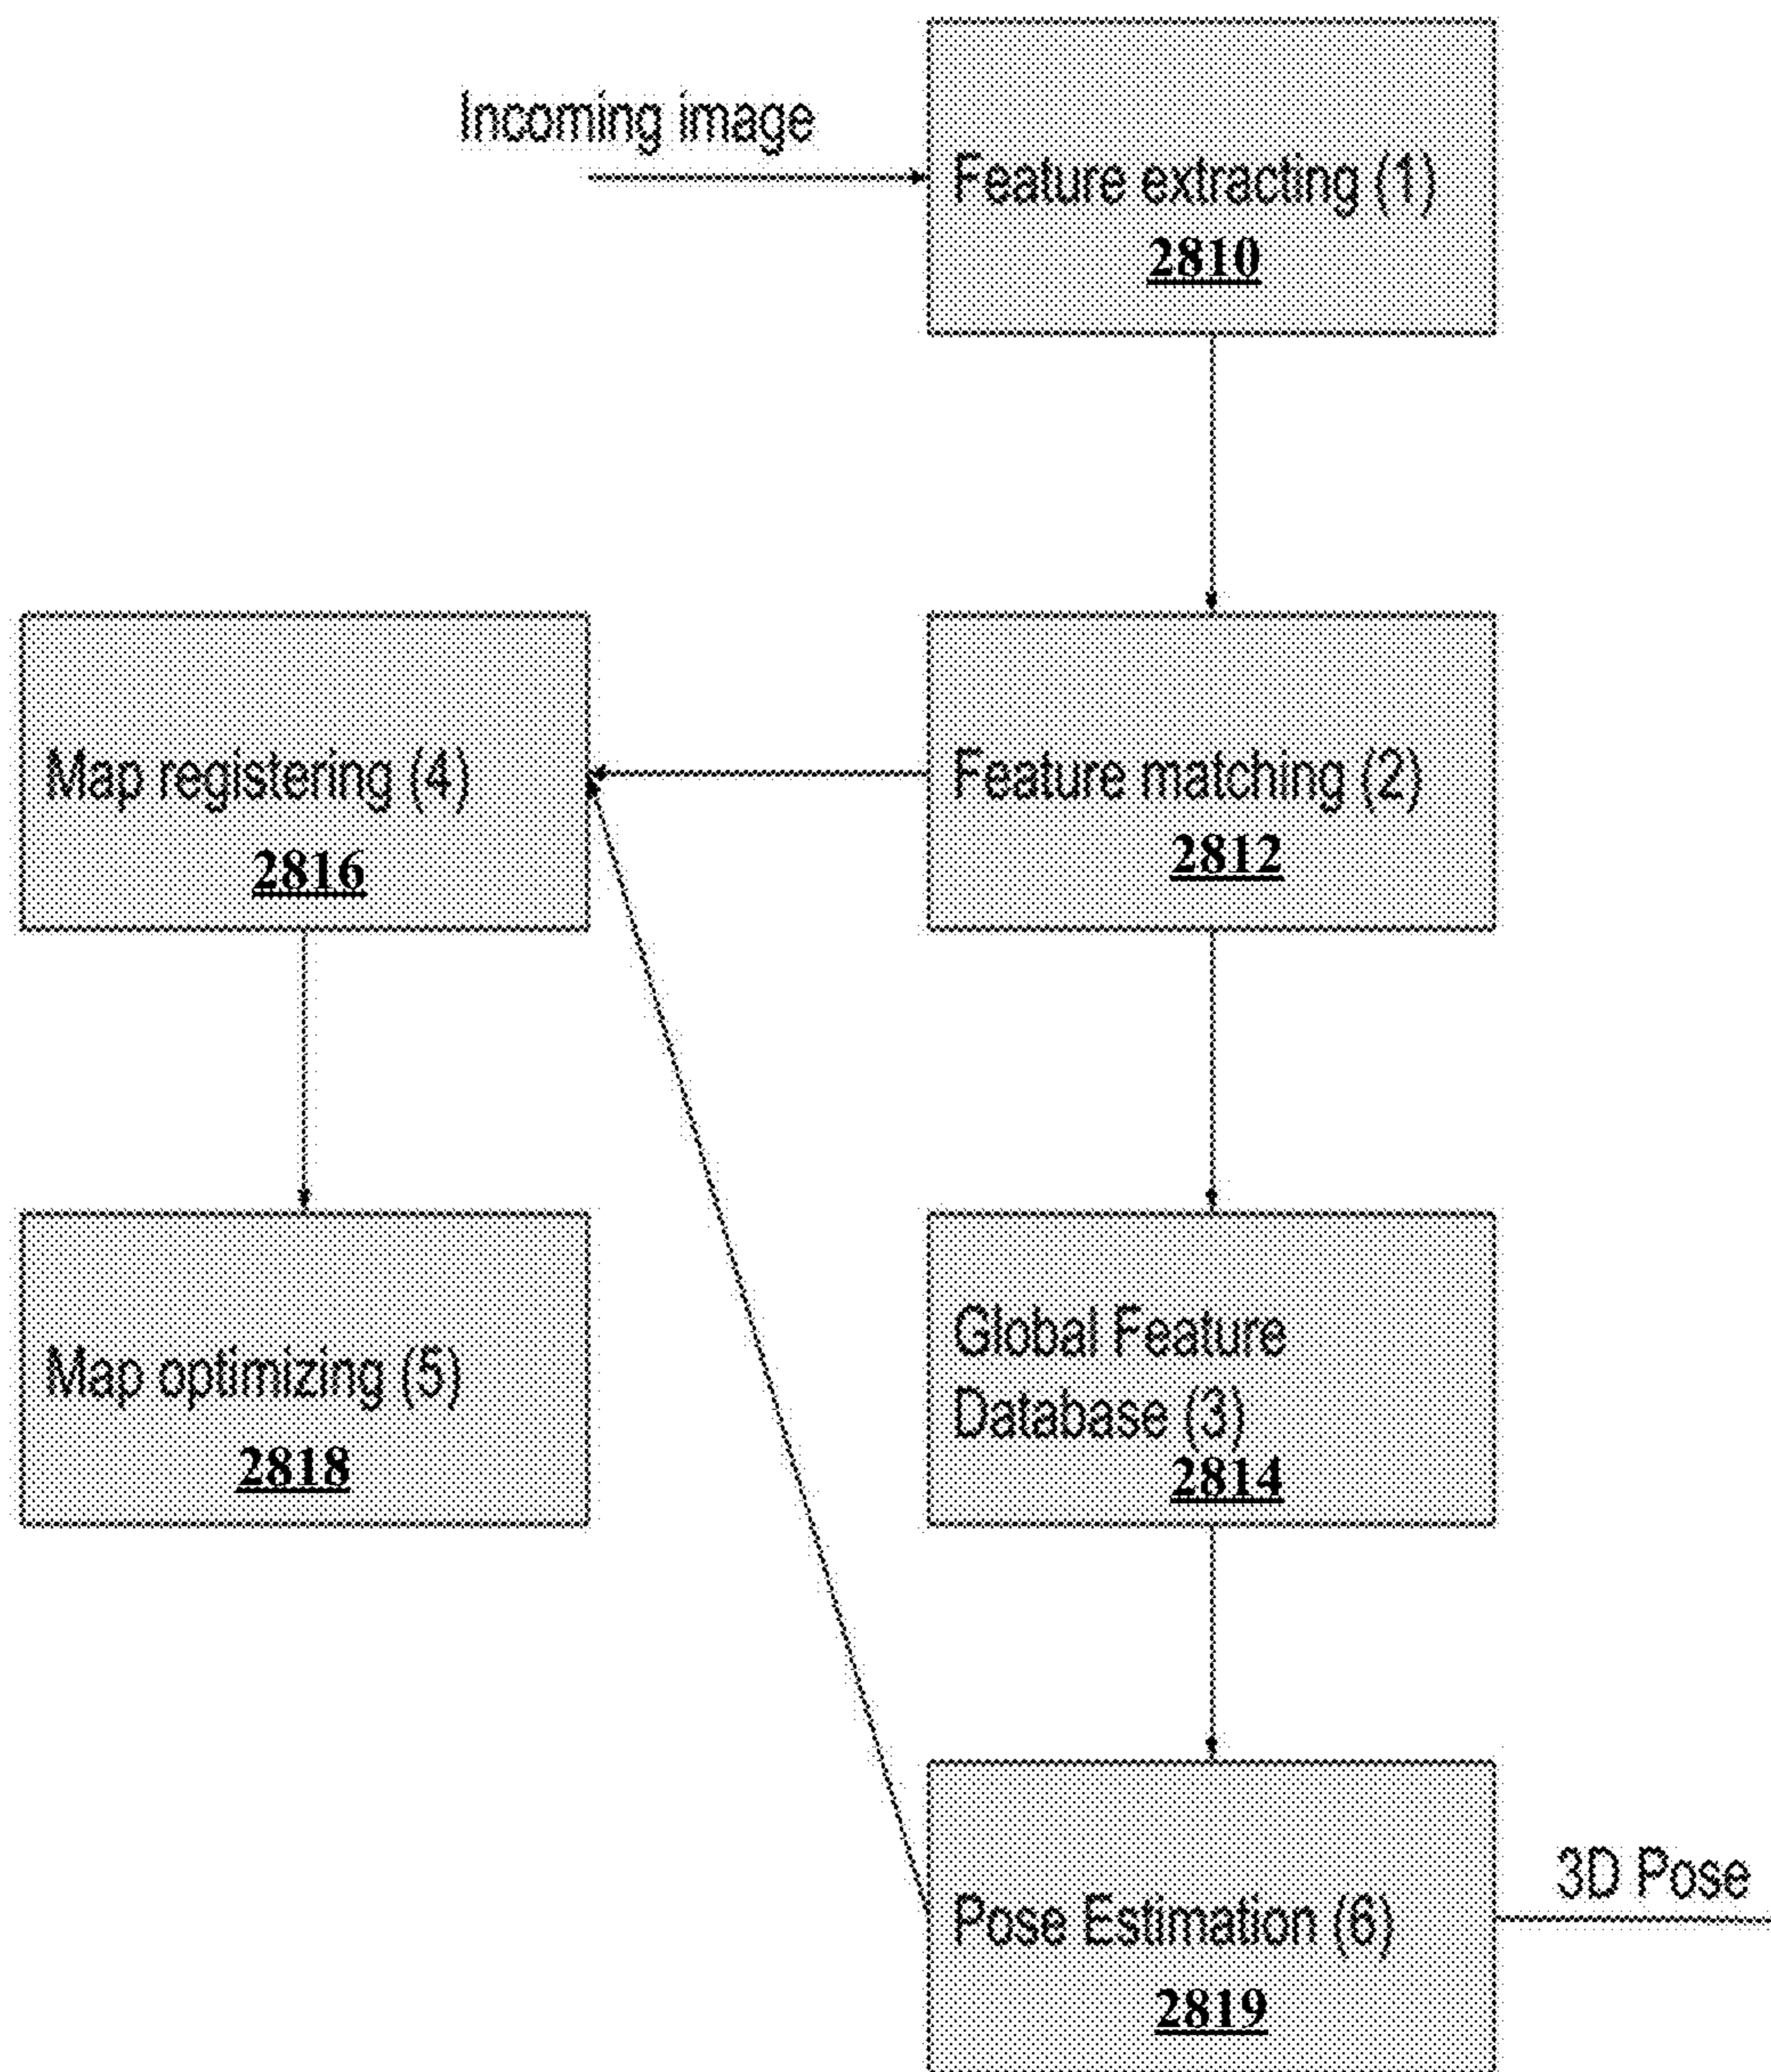 Incoming image
Feature extracting (1)
2810
Map registering (4)
2816
Feature matching (2)
2812
Map optimizing (5)
2818
Global Feature
Database (3)
2814
3D Pose
Pose Estimation (6)
2819